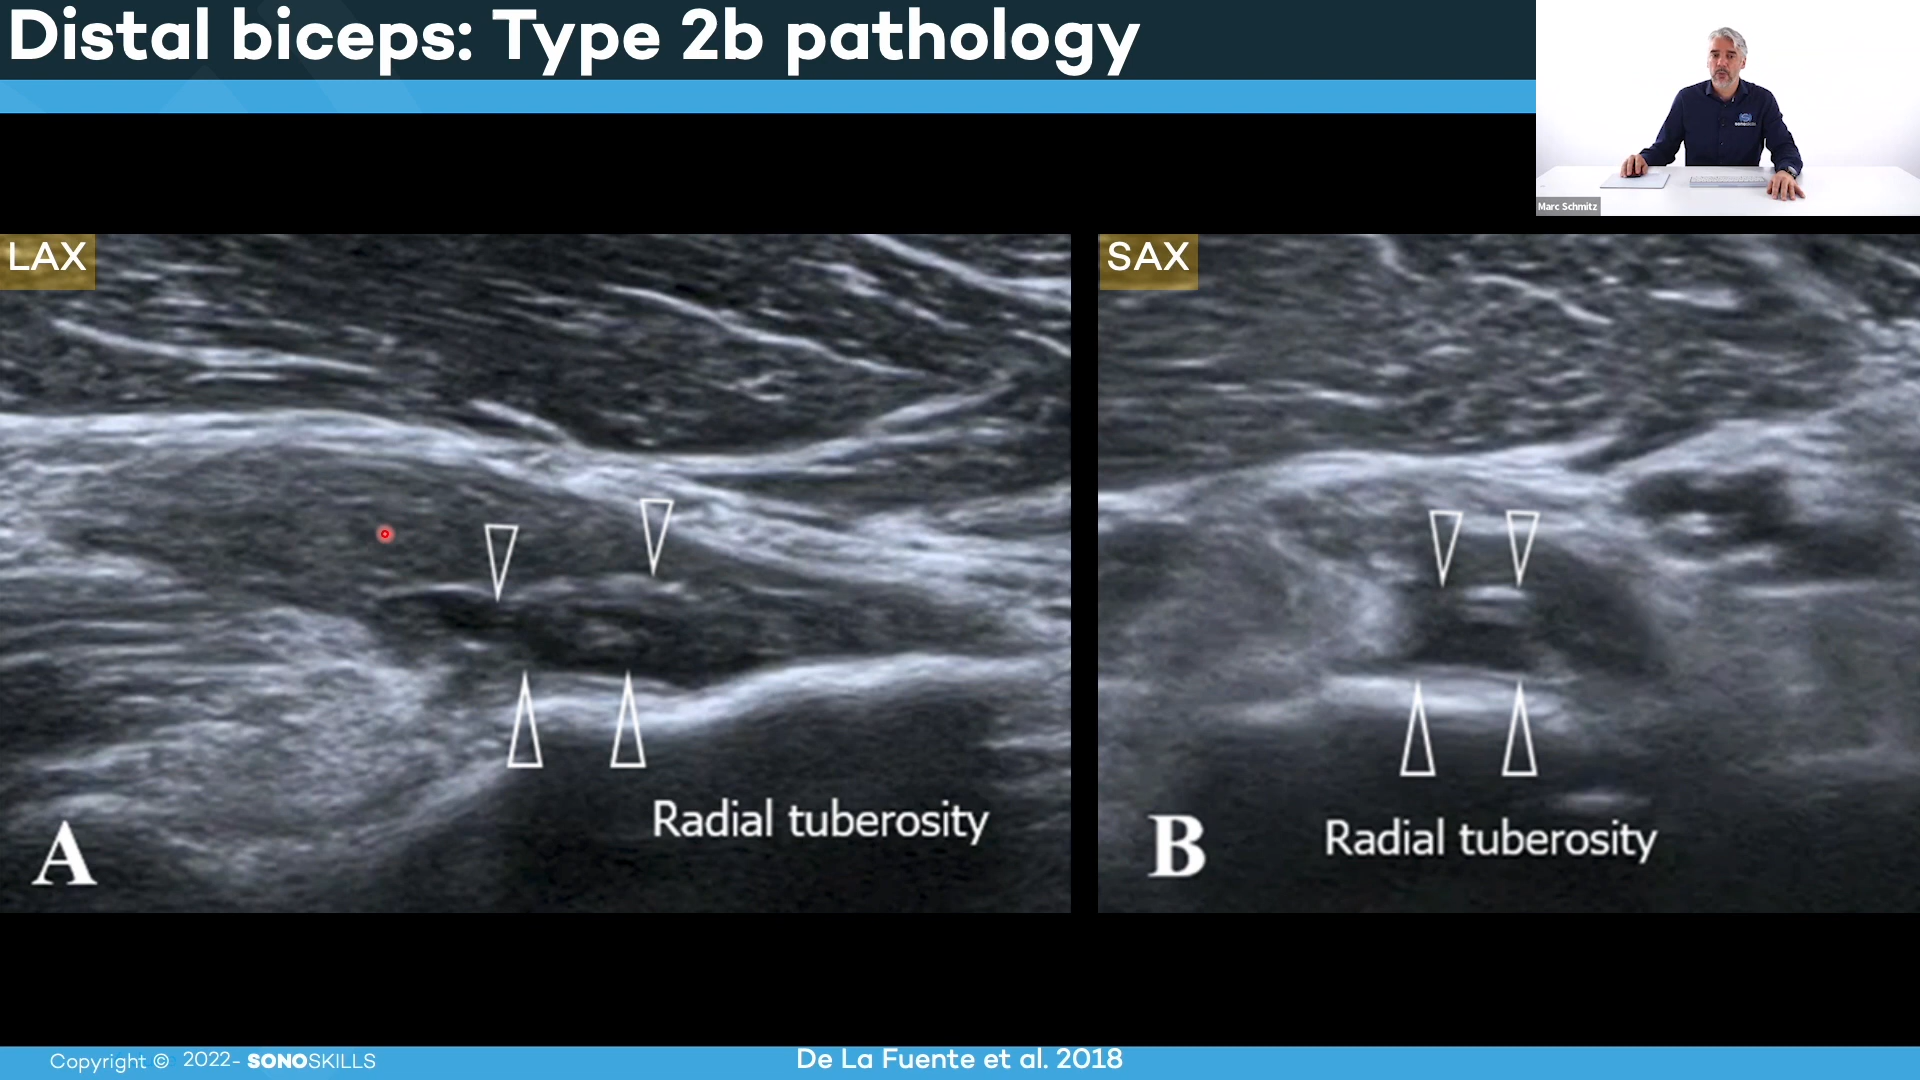 Distal biceps: Type 2b pathology
Marc Schmitz
LAX
SAX
Radial tuberosity
A
Radial tuberosity
B
Copyright © 2022- SONOSKILLS
De La Fuente et al. 2018